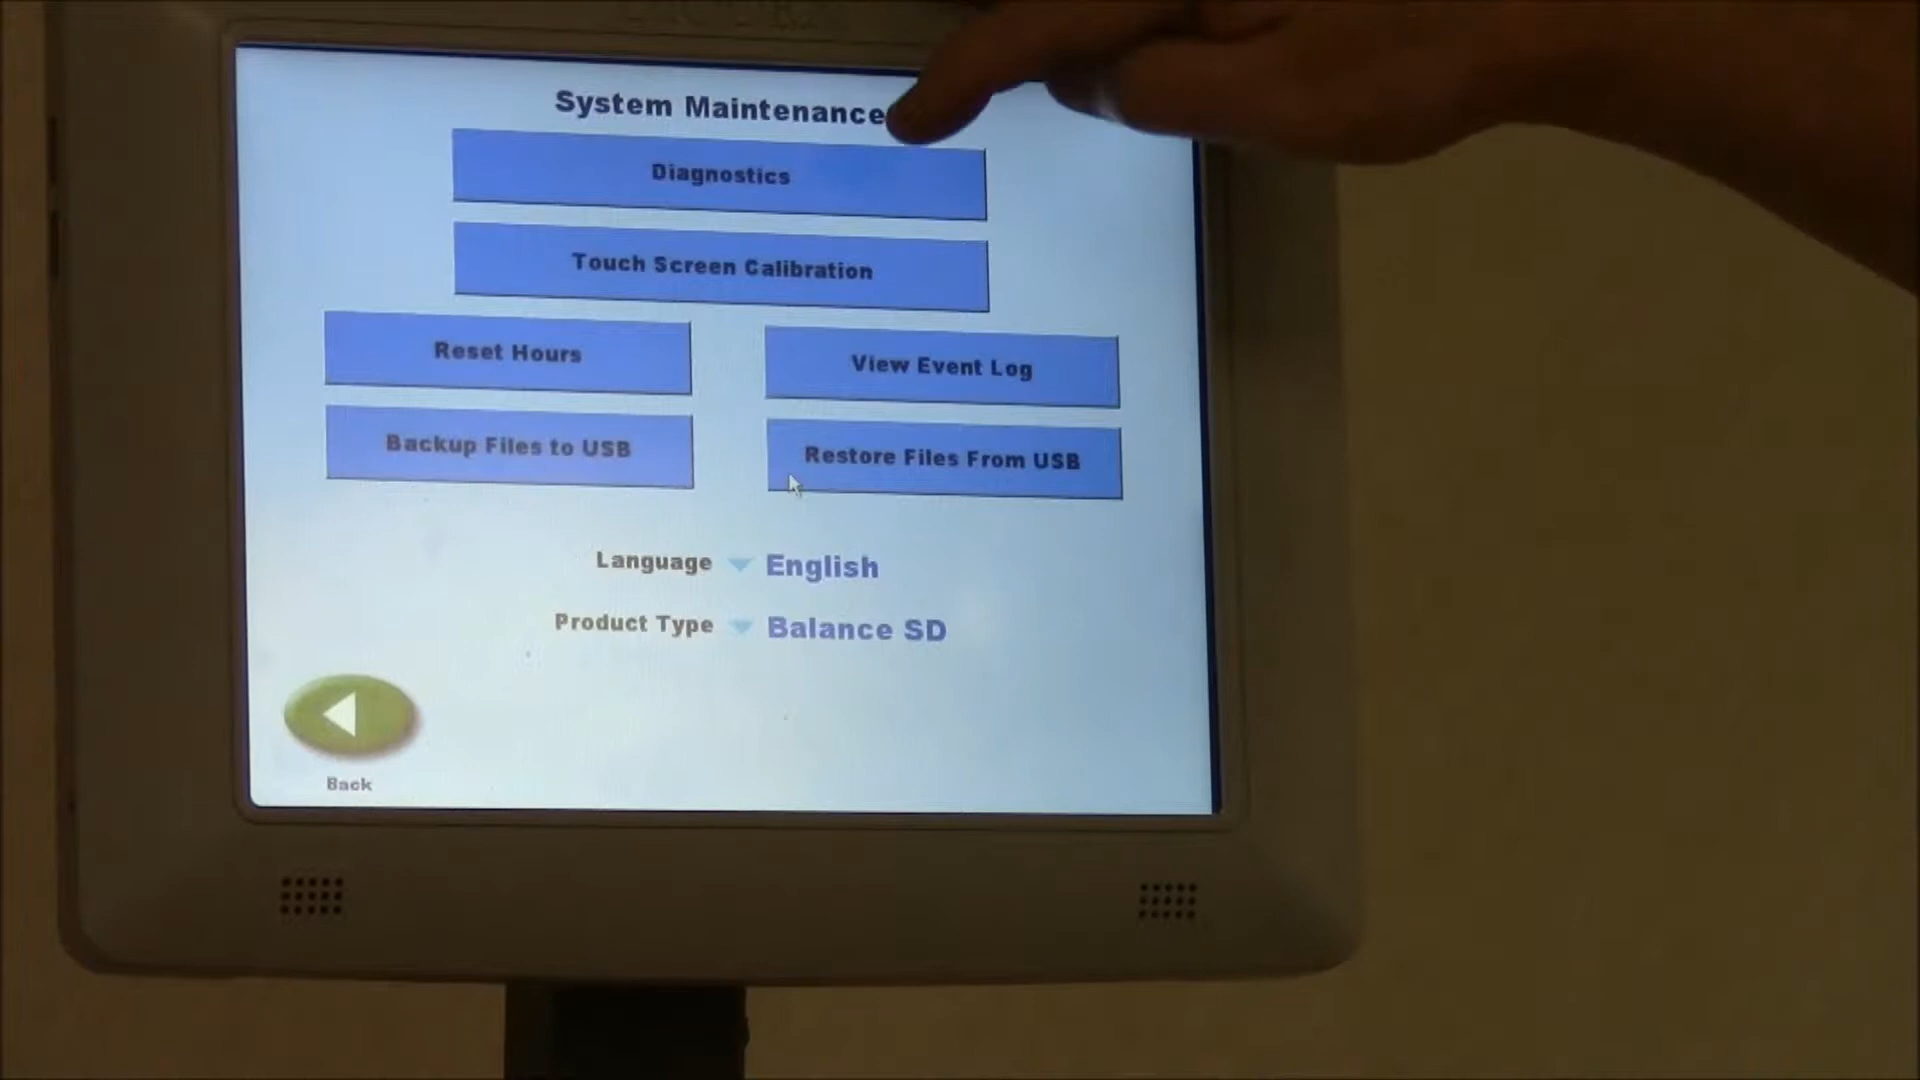 System Maintenance
Diagnostics
Touch Screen Calibration
Reset Hours
View Event Log
Backup Files to USB
Restore Files From USB
Language English
Product Type Balance SD
Back